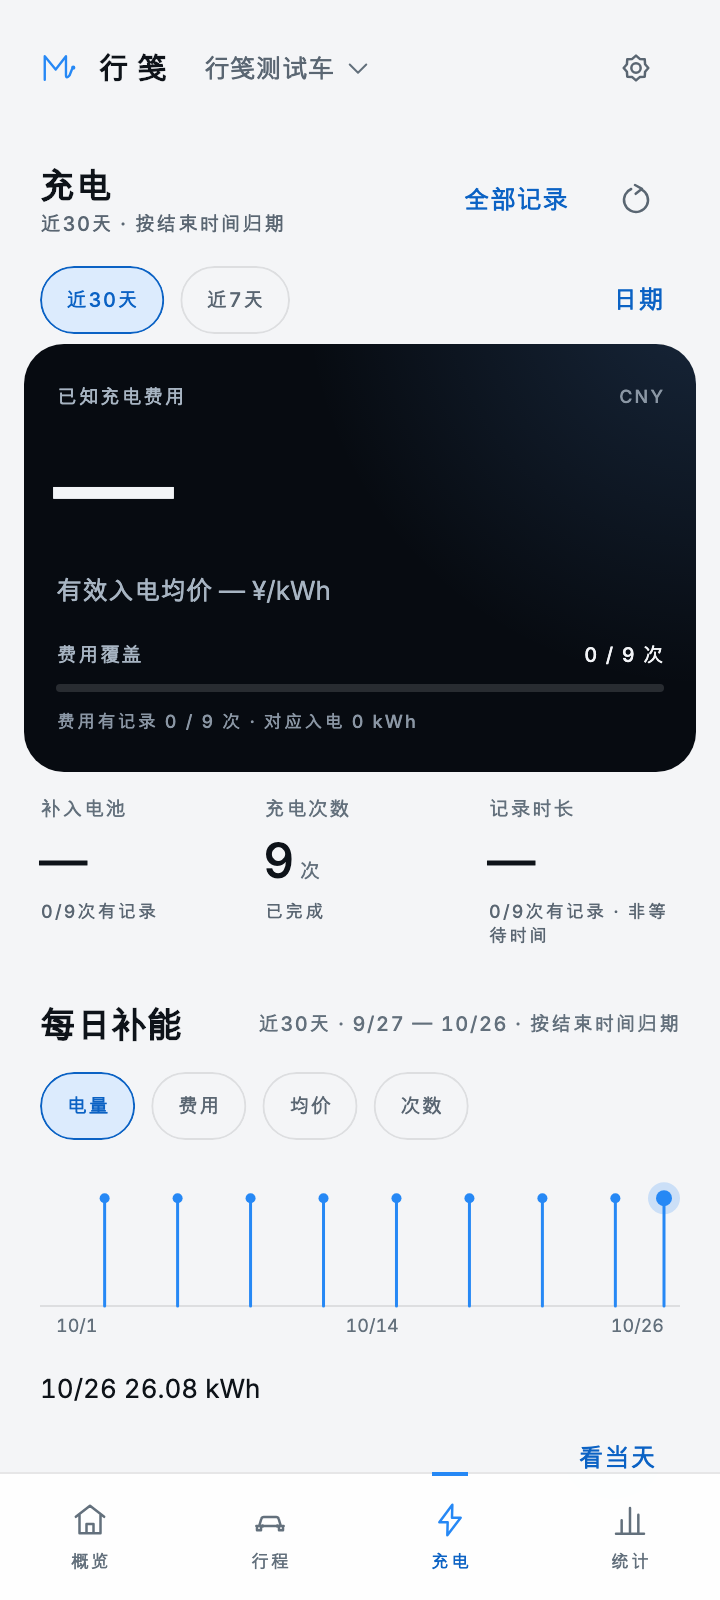 行笺 行笺测试车
充电
近30天 · 按结束时间归期
全部记录
近30天 近7天 日期
已知充电费用 CNY
—
有效入电均价 — ¥/kWh
费用覆盖 0 / 9 次
费用有记录 0 / 9 次 · 对应入电 0 kWh
补入电池 充电次数 记录时长
— 9 次 —
0/9次有记录 已完成 0/9次有记录 · 非等
待时间
每日补能 近30天 · 9/27 — 10/26 · 按结束时间归期
电量 费用 均价 次数
10/1 10/14 10/26
10/26 26.08 kWh
看当天
概览 行程 充电 统计